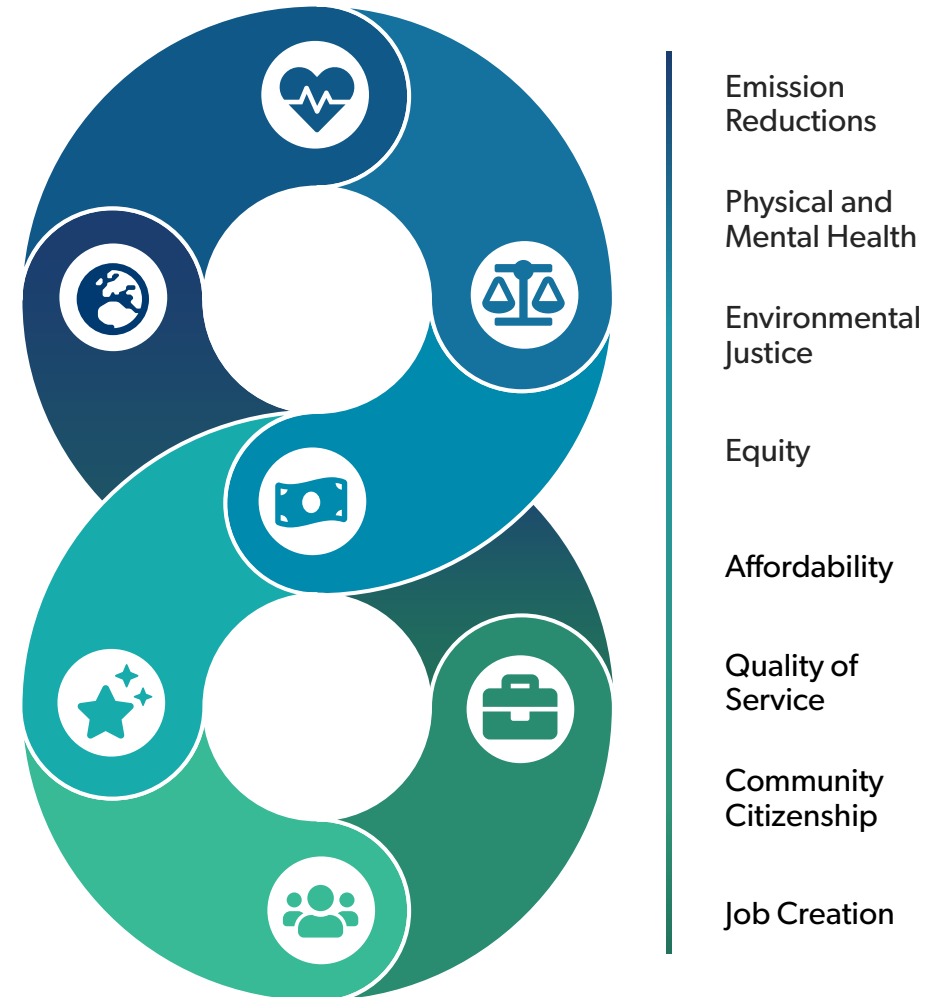 Emission
Reductions
Physical and
Mental Health
Environmental
Justice
Equity
Affordability
Quality of
Service
Community
Citizenship
Job Creation